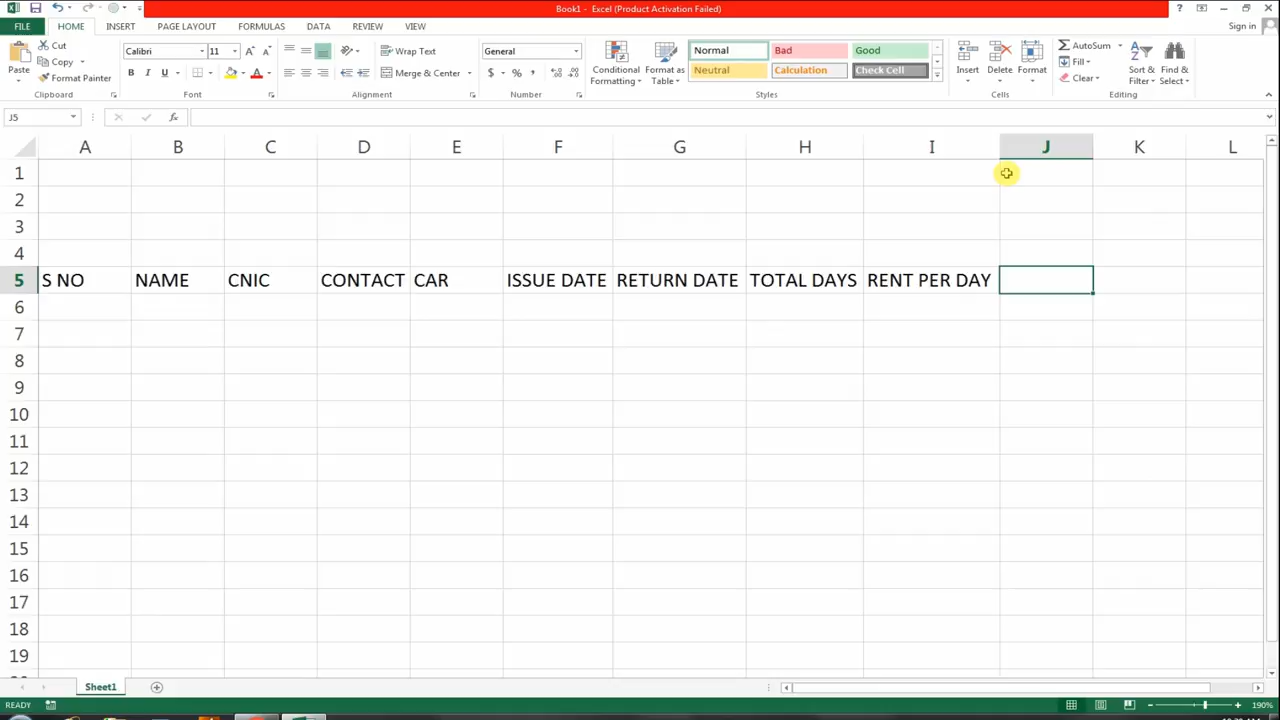 Book1 - Excel (Product Activation Failed)
FILE HOME INSERT PAGE LAYOUT FORMULAS DATA REVIEW VIEW Sign in
Paste Cut Copy Format Painter Clipboard
Calibri 11 B I U A Font
Wrap Text Merge & Center Alignment
General $ % , Number
Conditional Formatting Format as Table
Normal Bad Good
Neutral Calculation Check Cell
Styles
Insert Delete Format Cells
AutoSum Fill Clear Sort & Filter Find & Select Editing
J5 fx
A B C D E F G H I J K L
1
2
3
4
5 S NO NAME CNIC CONTACT CAR ISSUE DATE RETURN DATE TOTAL DAYS RENT PER DAY
6
7
8
9
10
11
12
13
14
15
16
17
18
19
Sheet1
READY 190%